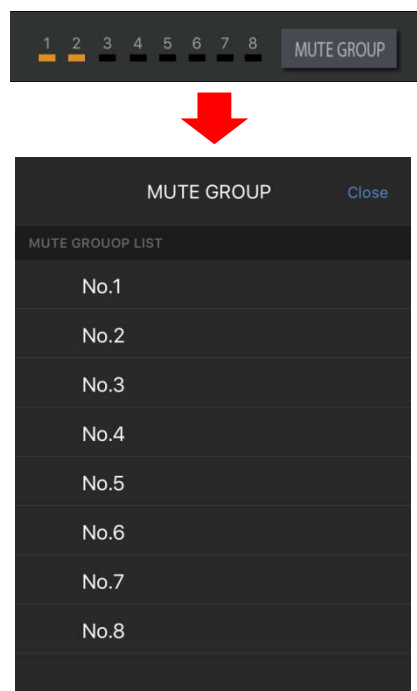 1 2 3 4 5 6 7 8 MUTE GROUP
MUTE GROUP Close
MUTE GROUOP LIST
No.1
No.2
No.3
No.4
No.5
No.6
No.7
No.8